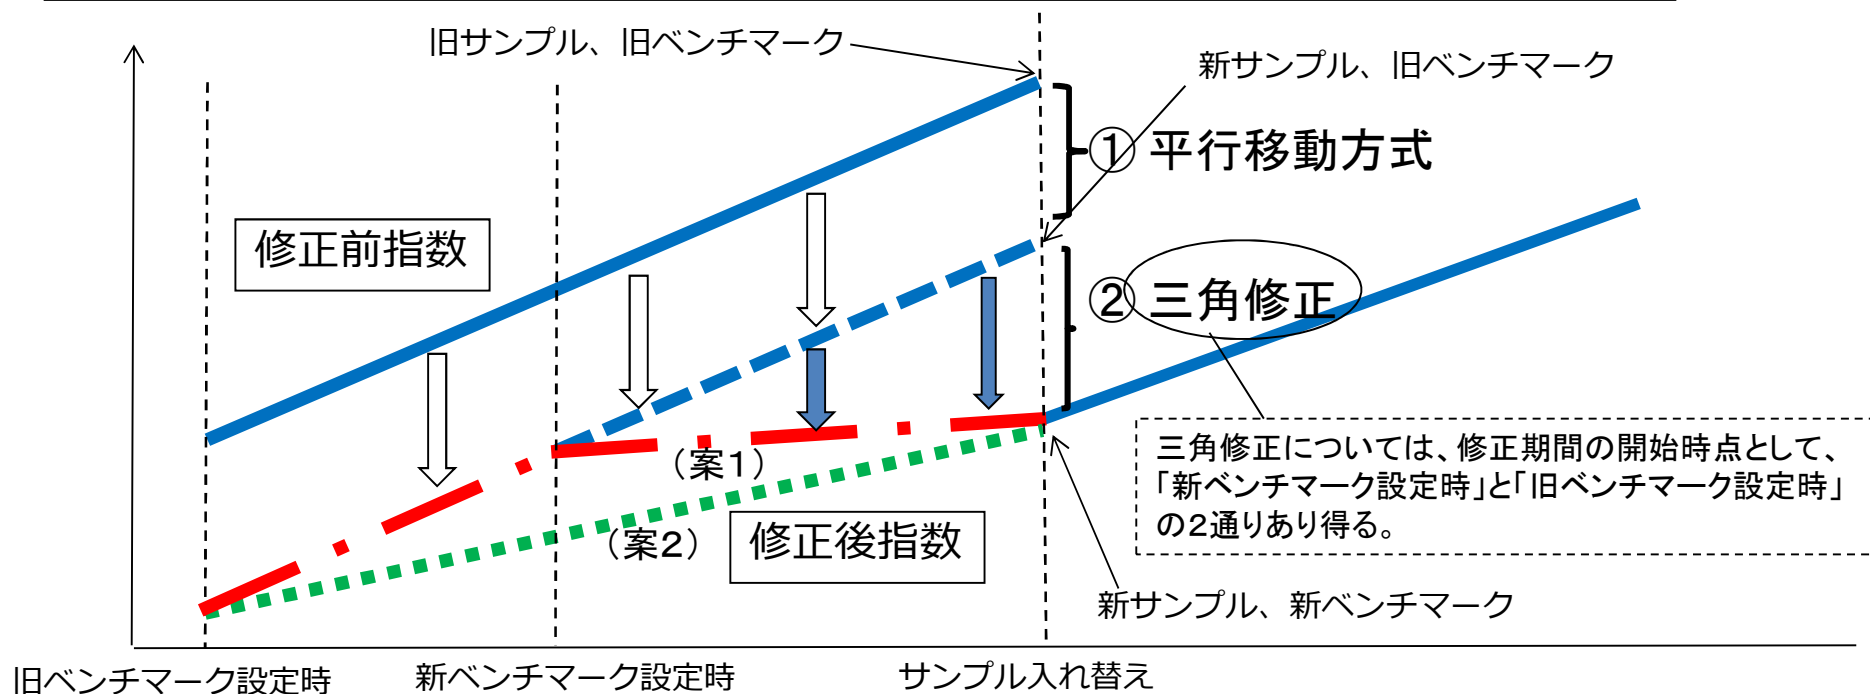 旧サンプル、旧ベンチマーク
新サンプル、旧ベンチマーク
① 平行移動方式
修正前指数
② 三角修正
(案1)
三角修正については、修正期間の開始時点として、
「新ベンチマーク設定時」と「旧ベンチマーク設定時」
の2通りあり得る。
(案2)
修正後指数
新サンプル、新ベンチマーク
旧ベンチマーク設定時
新ベンチマーク設定時
サンプル入れ替え